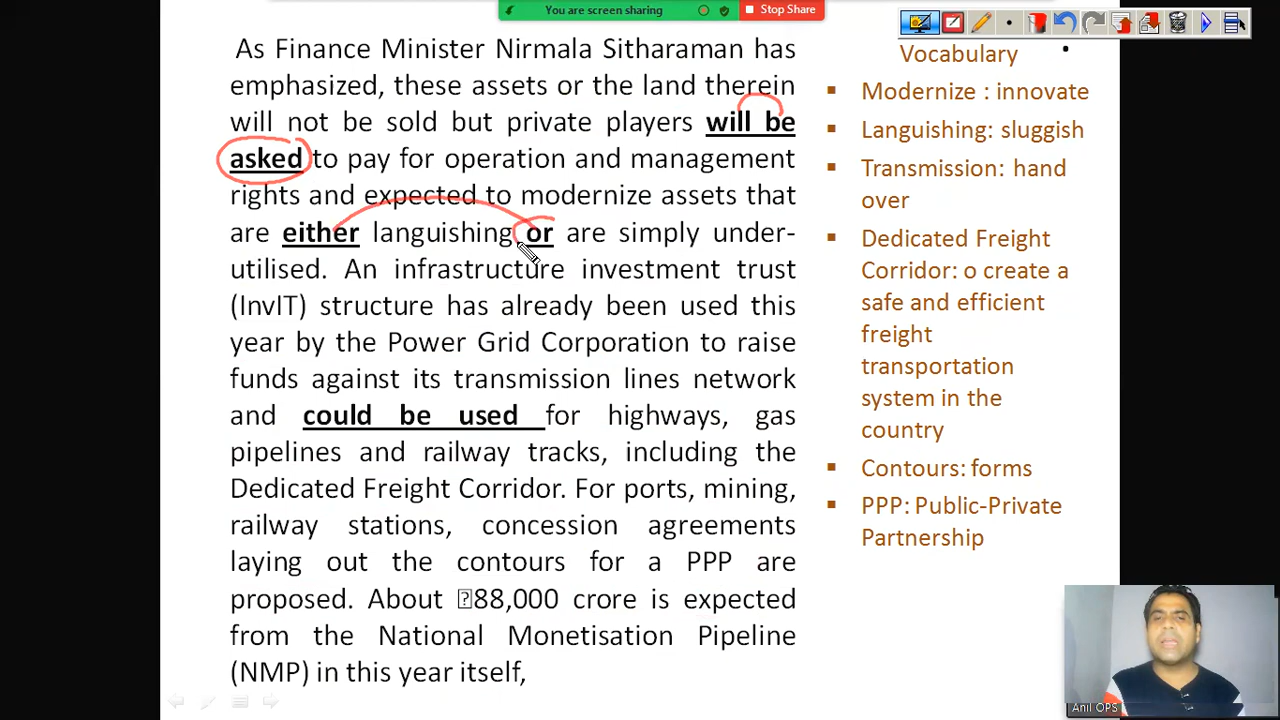 You are screen sharing
Stop Share
As Finance Minister Nirmala Sitharaman has
emphasized, these assets or the land therein
will not be sold but private players will be
asked to pay for operation and management
rights and expected to modernize assets that
are either languishing or are simply under-
utilised. An infrastructure investment trust
(InvIT) structure has already been used this
year by the Power Grid Corporation to raise
funds against its transmission lines network
and could be used for highways, gas
pipelines and railway tracks, including the
Dedicated Freight Corridor. For ports, mining,
railway stations, concession agreements
laying out the contours for a PPP are
proposed. About 88,000 crore is expected
from the National Monetisation Pipeline
(NMP) in this year itself,
Vocabulary
Modernize : innovate
Languishing: sluggish
Transmission: hand
over
Dedicated Freight
Corridor: o create a
safe and efficient
freight
transportation
system in the
country
Contours: forms
PPP: Public-Private
Partnership
Anil OPS